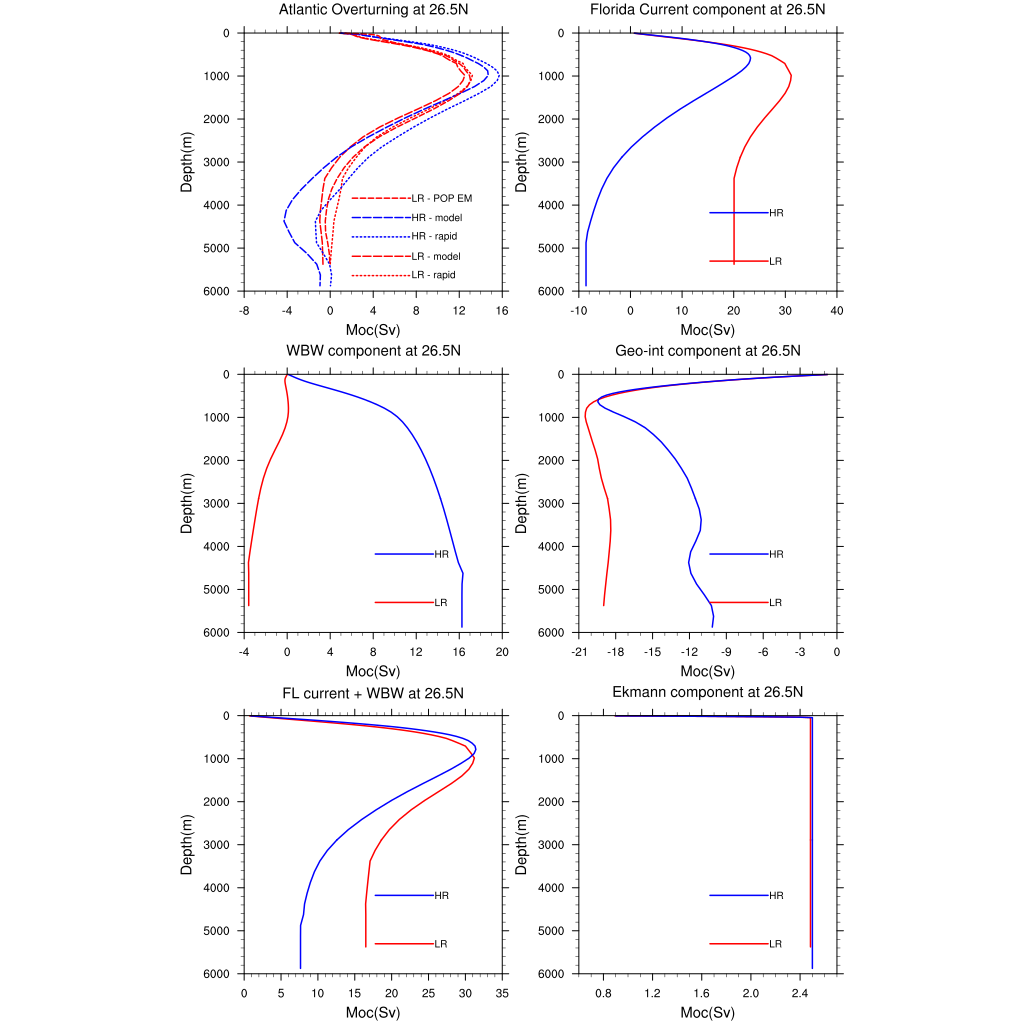 Atlantic Overturning at 26.5N
0
1000
2000
3000
4000
5000
6000
Depth(m)
LR - POP EM
HR - model
HR - rapid
LR - model
LR - rapid
-8 -4 0 4 8 12 16
Moc(Sv)
Florida Current component at 26.5N
0
1000
2000
3000
4000
5000
6000
Depth(m)
HR
LR
-10 0 10 20 30 40
Moc(Sv)
WBW component at 26.5N
0
1000
2000
3000
4000
5000
6000
Depth(m)
HR
LR
-4 0 4 8 12 16 20
Moc(Sv)
Geo-int component at 26.5N
0
1000
2000
3000
4000
5000
6000
Depth(m)
HR
LR
-21 -18 -15 -12 -9 -6 -3 0
Moc(Sv)
FL current + WBW at 26.5N
0
1000
2000
3000
4000
5000
6000
Depth(m)
HR
LR
0 5 10 15 20 25 30 35
Moc(Sv)
Ekmann component at 26.5N
0
1000
2000
3000
4000
5000
6000
Depth(m)
HR
LR
0.8 1.2 1.6 2.0 2.4
Moc(Sv)